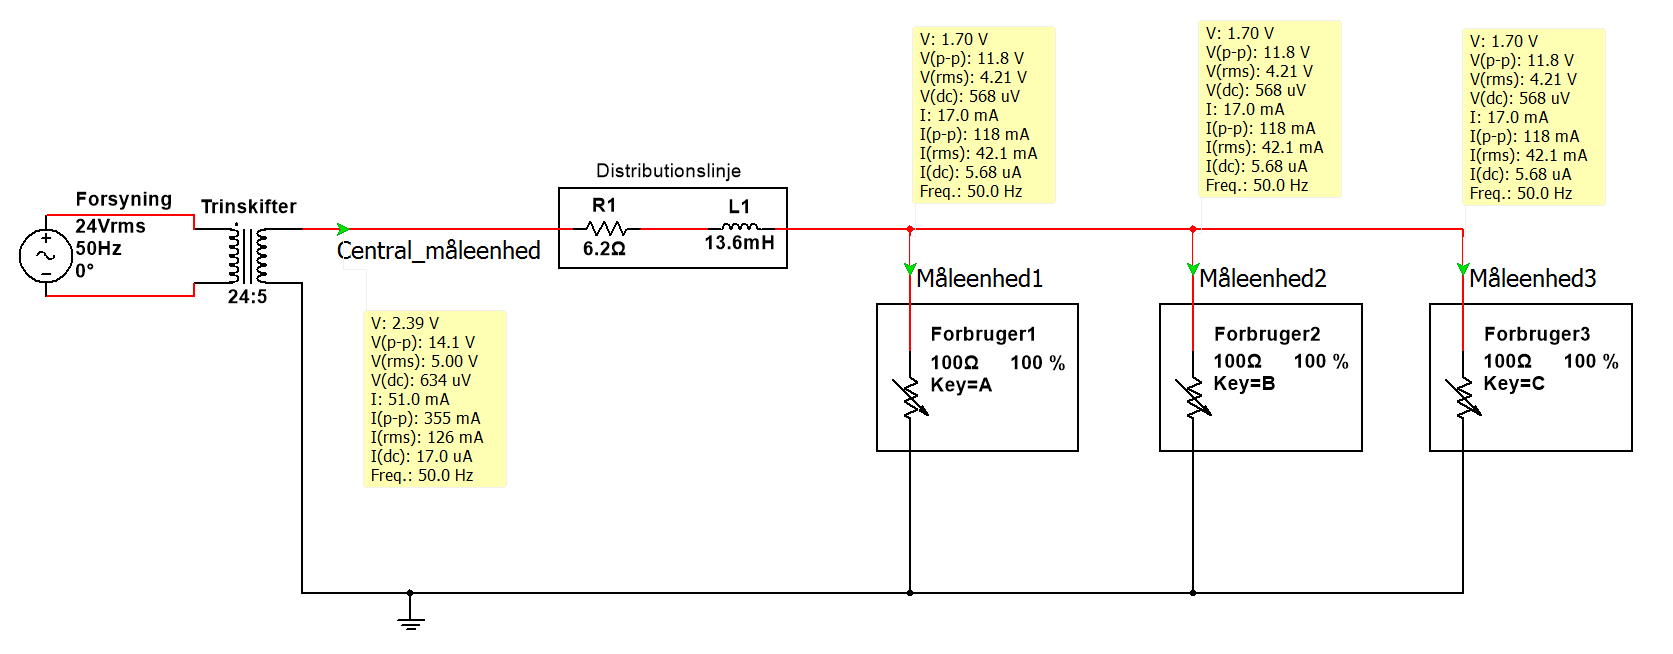 Forsyning
24Vrms
50Hz
0°
Trinskifter
24:5
Central_måleenhed
V: 2.39 V
V(p-p): 14.1 V
V(rms): 5.00 V
V(dc): 634 uV
I: 51.0 mA
I(p-p): 355 mA
I(rms): 126 mA
I(dc): 17.0 uA
Freq.: 50.0 Hz
Distributionslinje
R1
6.2Ω
L1
13.6mH
V: 1.70 V
V(p-p): 11.8 V
V(rms): 4.21 V
V(dc): 568 uV
I: 17.0 mA
I(p-p): 118 mA
I(rms): 42.1 mA
I(dc): 5.68 uA
Freq.: 50.0 Hz
Måleenhed1
Forbruger1
100Ω 100 %
Key=A
V: 1.70 V
V(p-p): 11.8 V
V(rms): 4.21 V
V(dc): 568 uV
I: 17.0 mA
I(p-p): 118 mA
I(rms): 42.1 mA
I(dc): 5.68 uA
Freq.: 50.0 Hz
Måleenhed2
Forbruger2
100Ω 100 %
Key=B
V: 1.70 V
V(p-p): 11.8 V
V(rms): 4.21 V
V(dc): 568 uV
I: 17.0 mA
I(p-p): 118 mA
I(rms): 42.1 mA
I(dc): 5.68 uA
Freq.: 50.0 Hz
Måleenhed3
Forbruger3
100Ω 100 %
Key=C